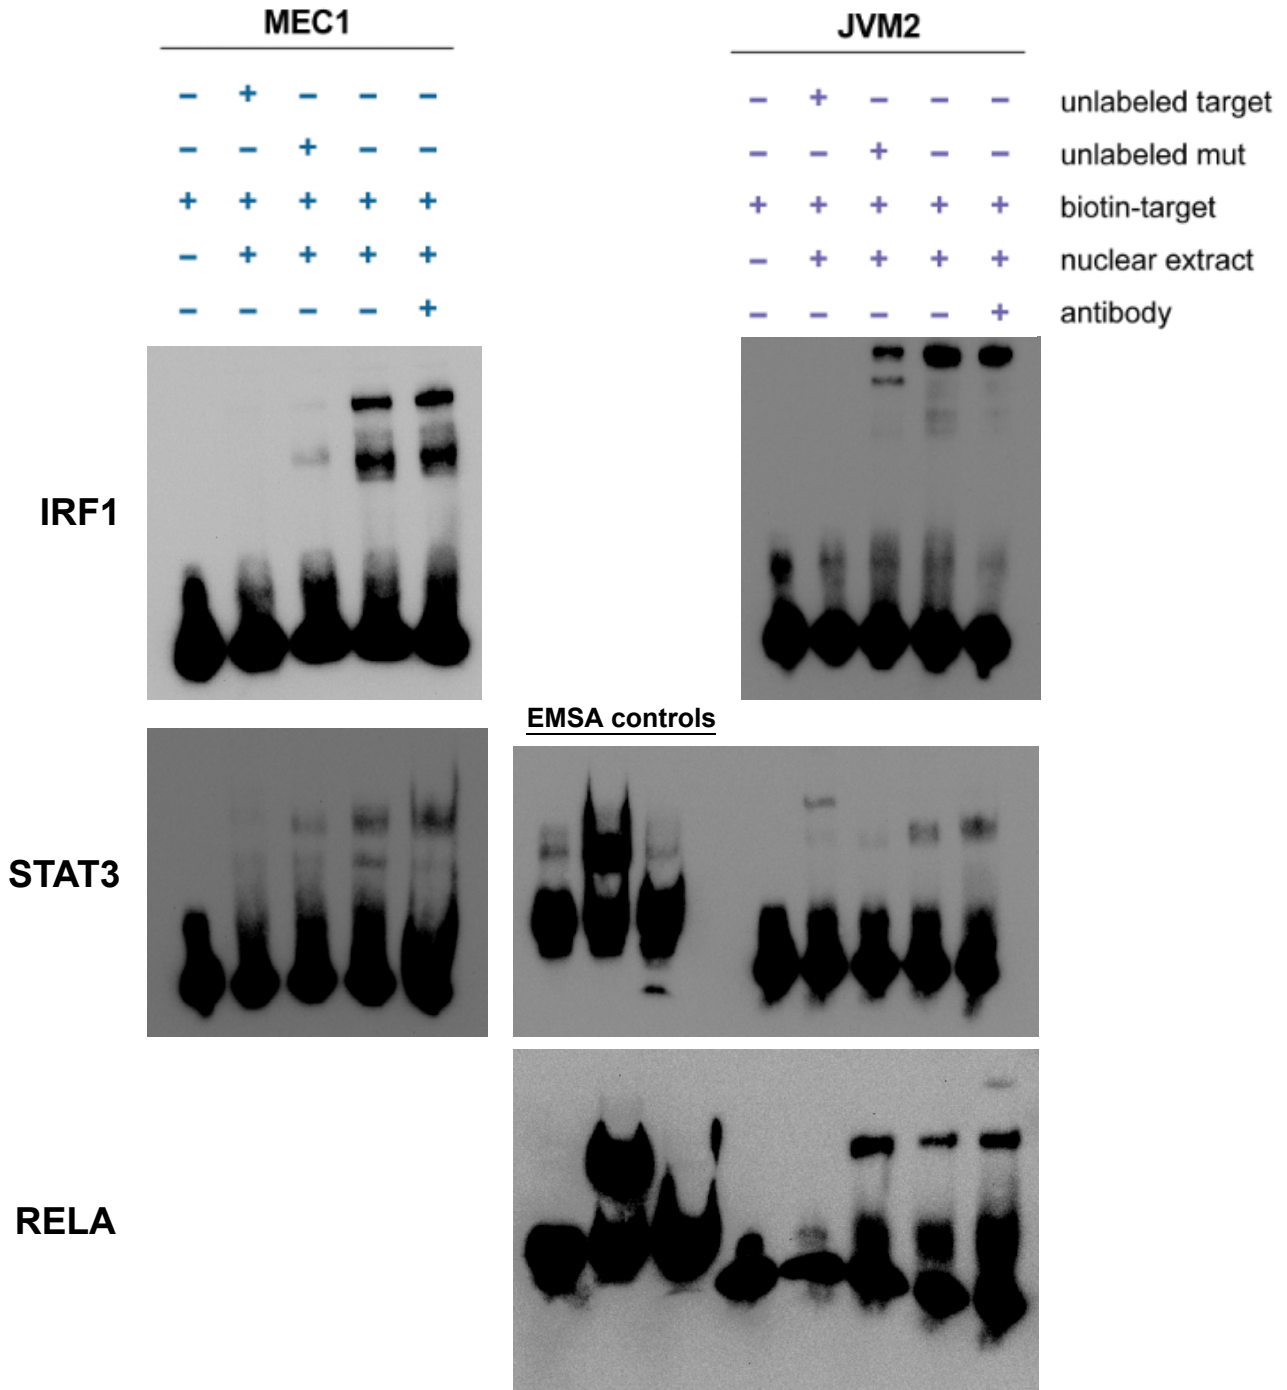 MEC1
JVM2
− + − − −
− + − − − unlabeled target
− − + − −
− − + − − unlabeled mut
+ + + + +
+ + + + + biotin-target
− + + + +
− + + + + nuclear extract
− − − − +
− − − − + antibody
IRF1
EMSA controls
STAT3
RELA